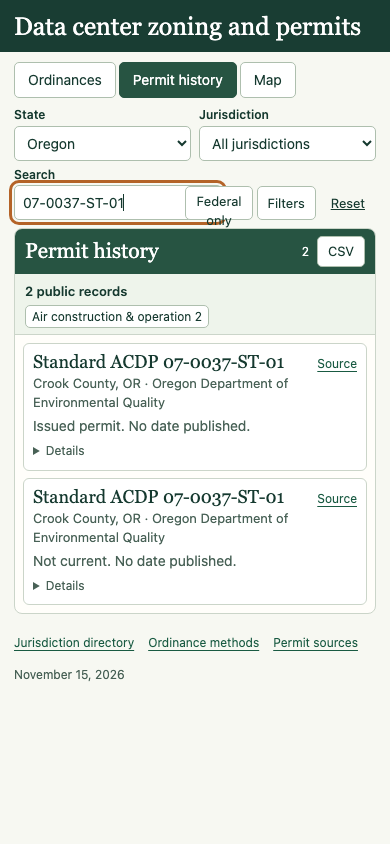 Data center zoning and permits
Ordinances
Permit history
Map
State
Jurisdiction
Oregon
All jurisdictions
Search
07-0037-ST-01
Federal
only
Filters
Reset
Permit history
2
CSV
2 public records
Air construction & operation 2
Standard ACDP 07-0037-ST-01
Source
Crook County, OR · Oregon Department of
Environmental Quality
Issued permit. No date published.
Details
Standard ACDP 07-0037-ST-01
Source
Crook County, OR · Oregon Department of
Environmental Quality
Not current. No date published.
Details
Jurisdiction directory
Ordinance methods
Permit sources
November 15, 2026